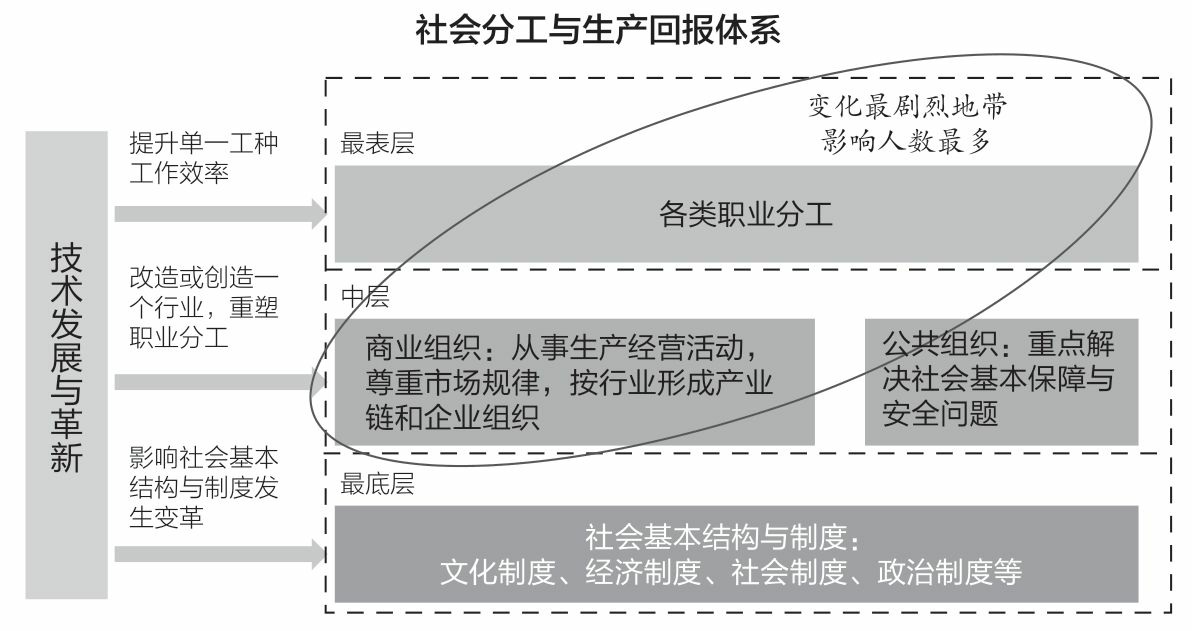 社会分工与生产回报体系
变化最剧烈地带
影响人数最多
提升单一工种
工作效率
最表层
各类职业分工
技术发展与革新
改造或创造一
个行业，重塑
职业分工
中层
商业组织：从事生产经营活动，
尊重市场规律，按行业形成产业
链和企业组织
公共组织：重点解
决社会基本保障与
安全问题
影响社会基本
结构与制度发
生变革
最底层
社会基本结构与制度：
文化制度、经济制度、社会制度、政治制度等